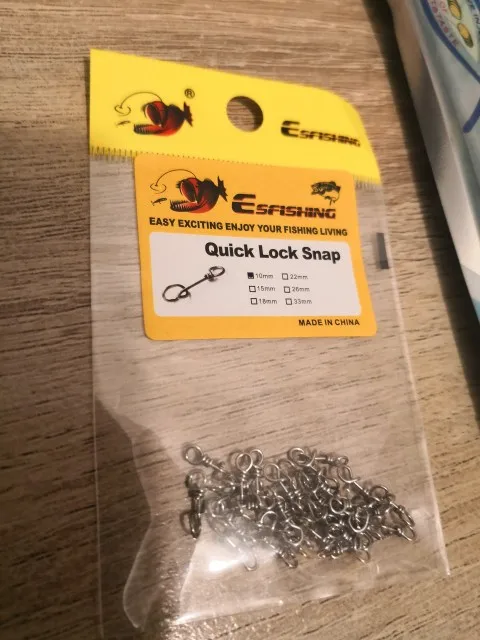 ®
ESFISHING
ESFISHING
EASY EXCITING ENJOY YOUR FISHING LIVING
Quick Lock Snap
10mm 22mm
15mm 26mm
18mm 33mm
MADE IN CHINA